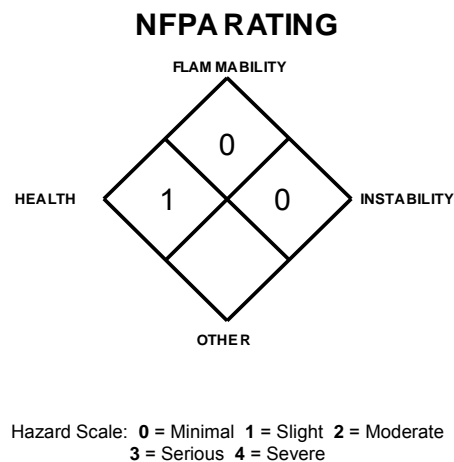 NFPA RATING
FLAMMABILITY
0
HEALTH
1
0
INSTABILITY
OTHER
Hazard Scale: 0 = Minimal 1 = Slight 2 = Moderate
3 = Serious 4 = Severe